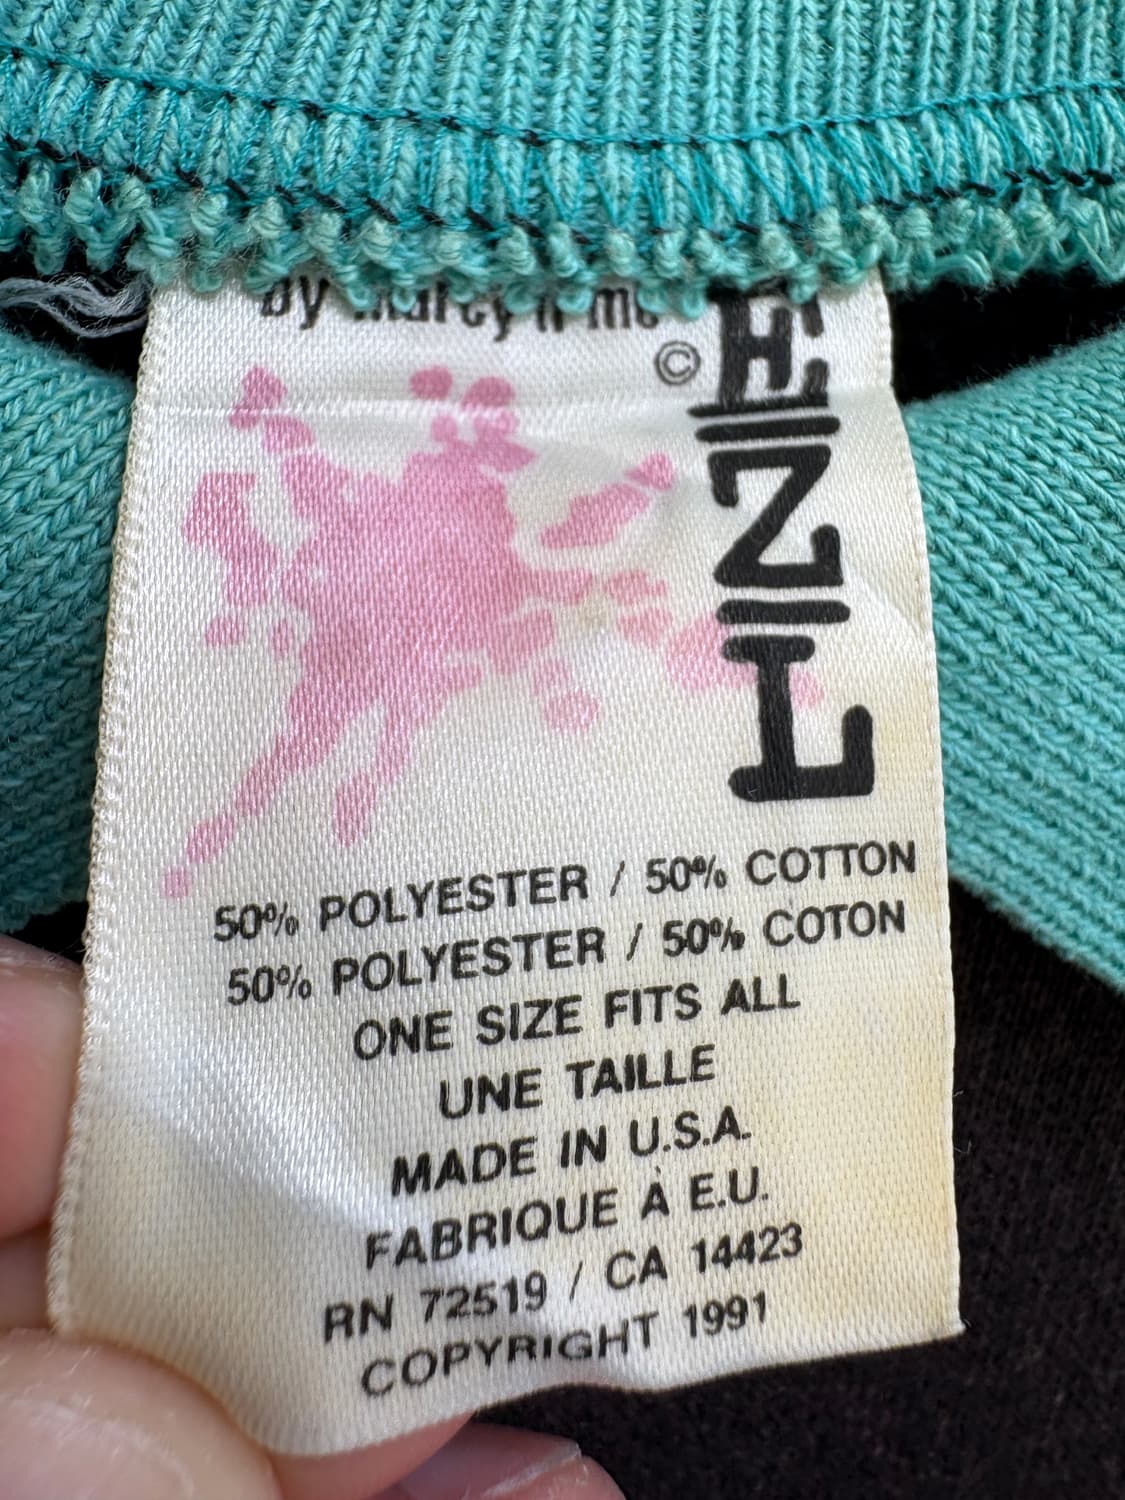 by
©
EZL
50% POLYESTER / 50% COTTON
50% POLYESTER / 50% COTON
ONE SIZE FITS ALL
UNE TAILLE
MADE IN U.S.A.
FABRIQUE À E.U.
RN 72519 / CA 14423
COPYRIGHT 1991